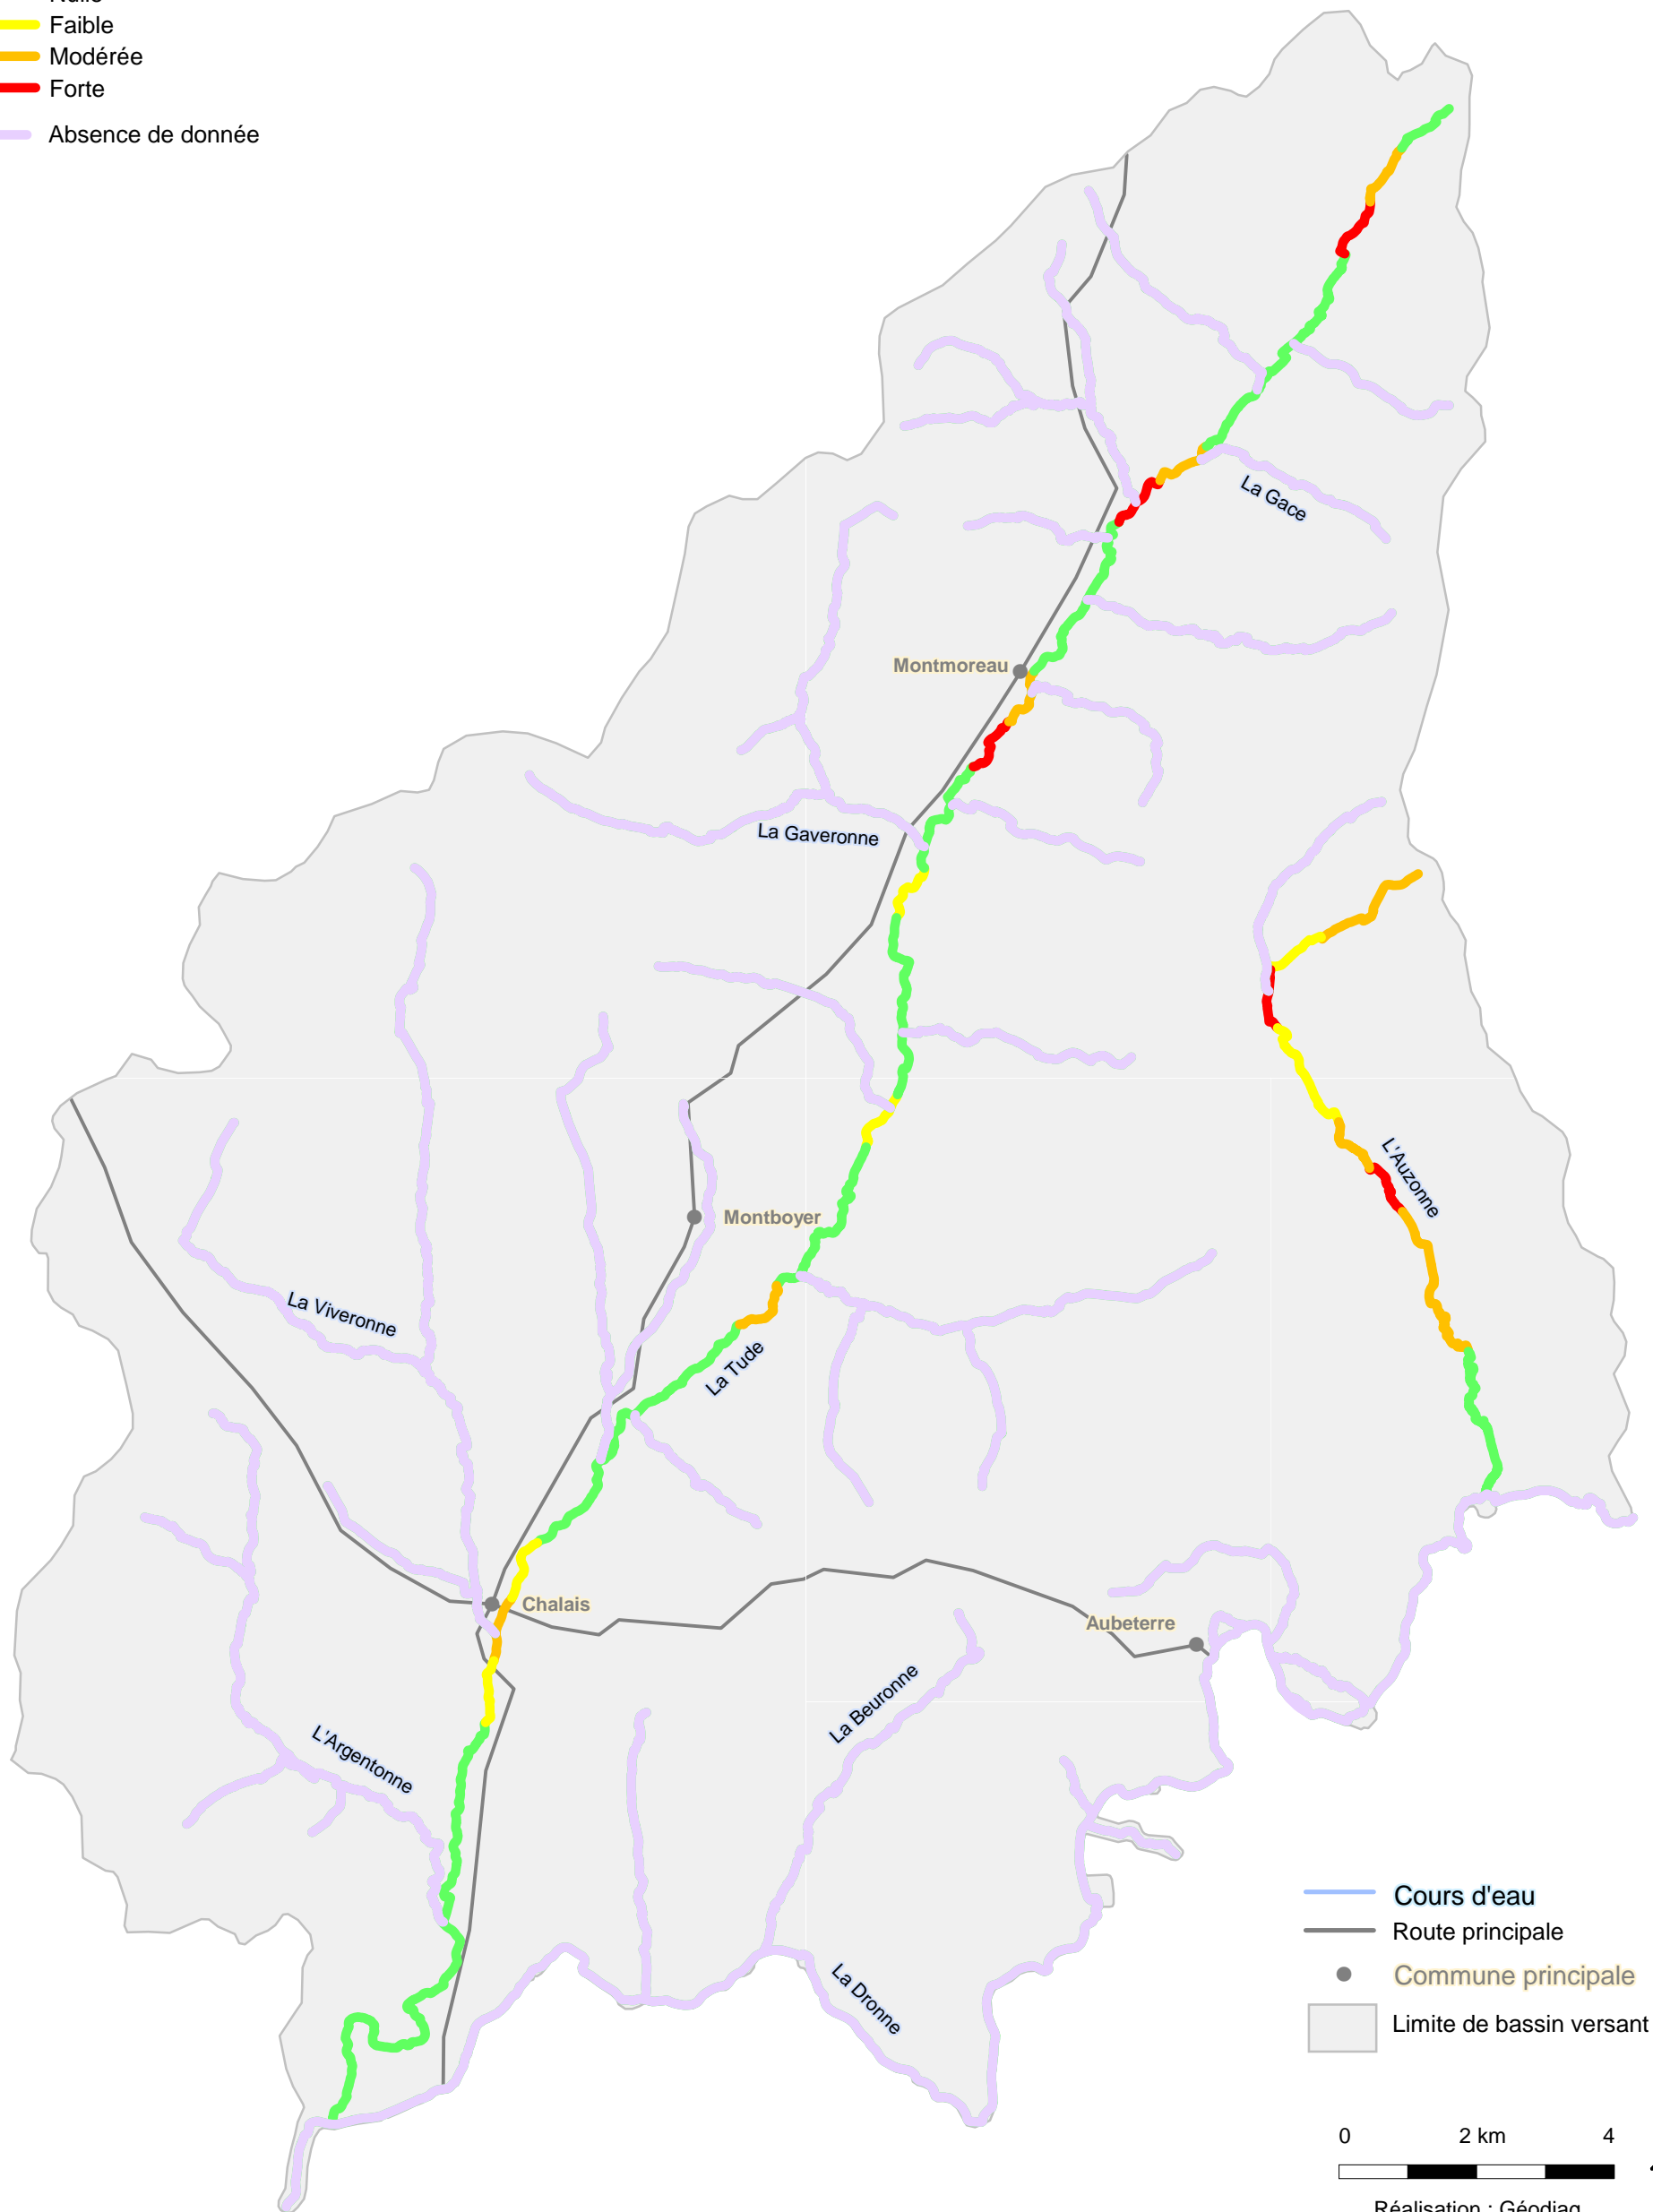 Faible
Modérée
Forte
Absence de donnée
La Gace
Montmoreau
La Gaveronne
L'Auzonne
Montboyer
La Viveronne
La Tude
Chalais
Aubeterre
La Beuronne
L'Argentonne
La Dronne
Cours d'eau
Route principale
Commune principale
Limite de bassin versant
0 2 km 4
Réalisation : Géodiag